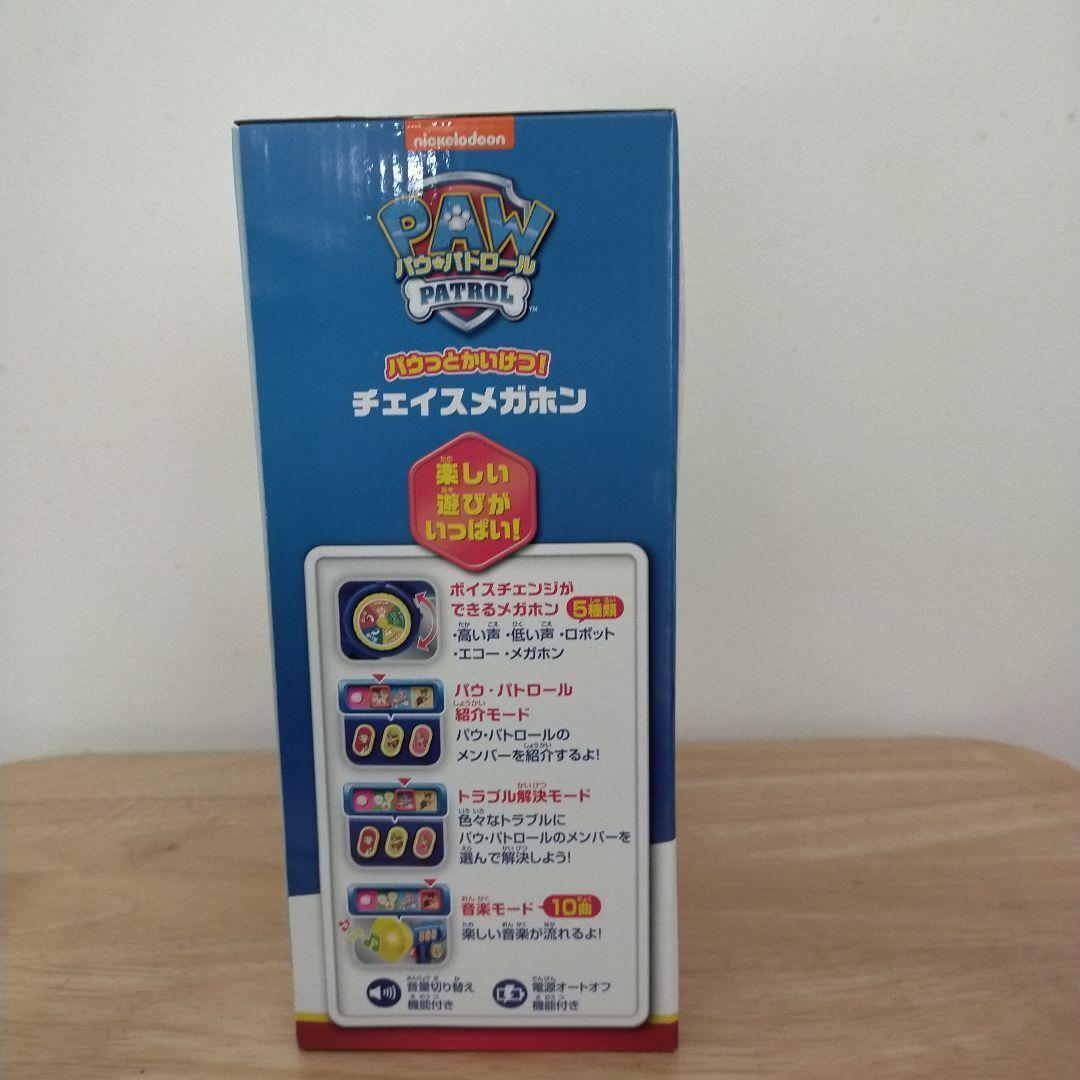 nickelodeon
PAW
パウ・パトロール
PATROL
TM
パウっとかいけつ!
チェイスメガホン
楽しい
遊びが
いっぱい!
ボイスチェンジが
できるメガホン 5種類
・高い声 ・低い声 ・ロボット
・エコー ・メガホン
パウ・パトロール
紹介モード
パウ・パトロールの
メンバーを紹介するよ!
トラブル解決モード
色々なトラブルに
パウ・パトロールのメンバーを
選んで解決しよう!
音楽モード 10曲
楽しい音楽が流れるよ!
音量切り替え
機能付き
電源オートオフ
機能付き